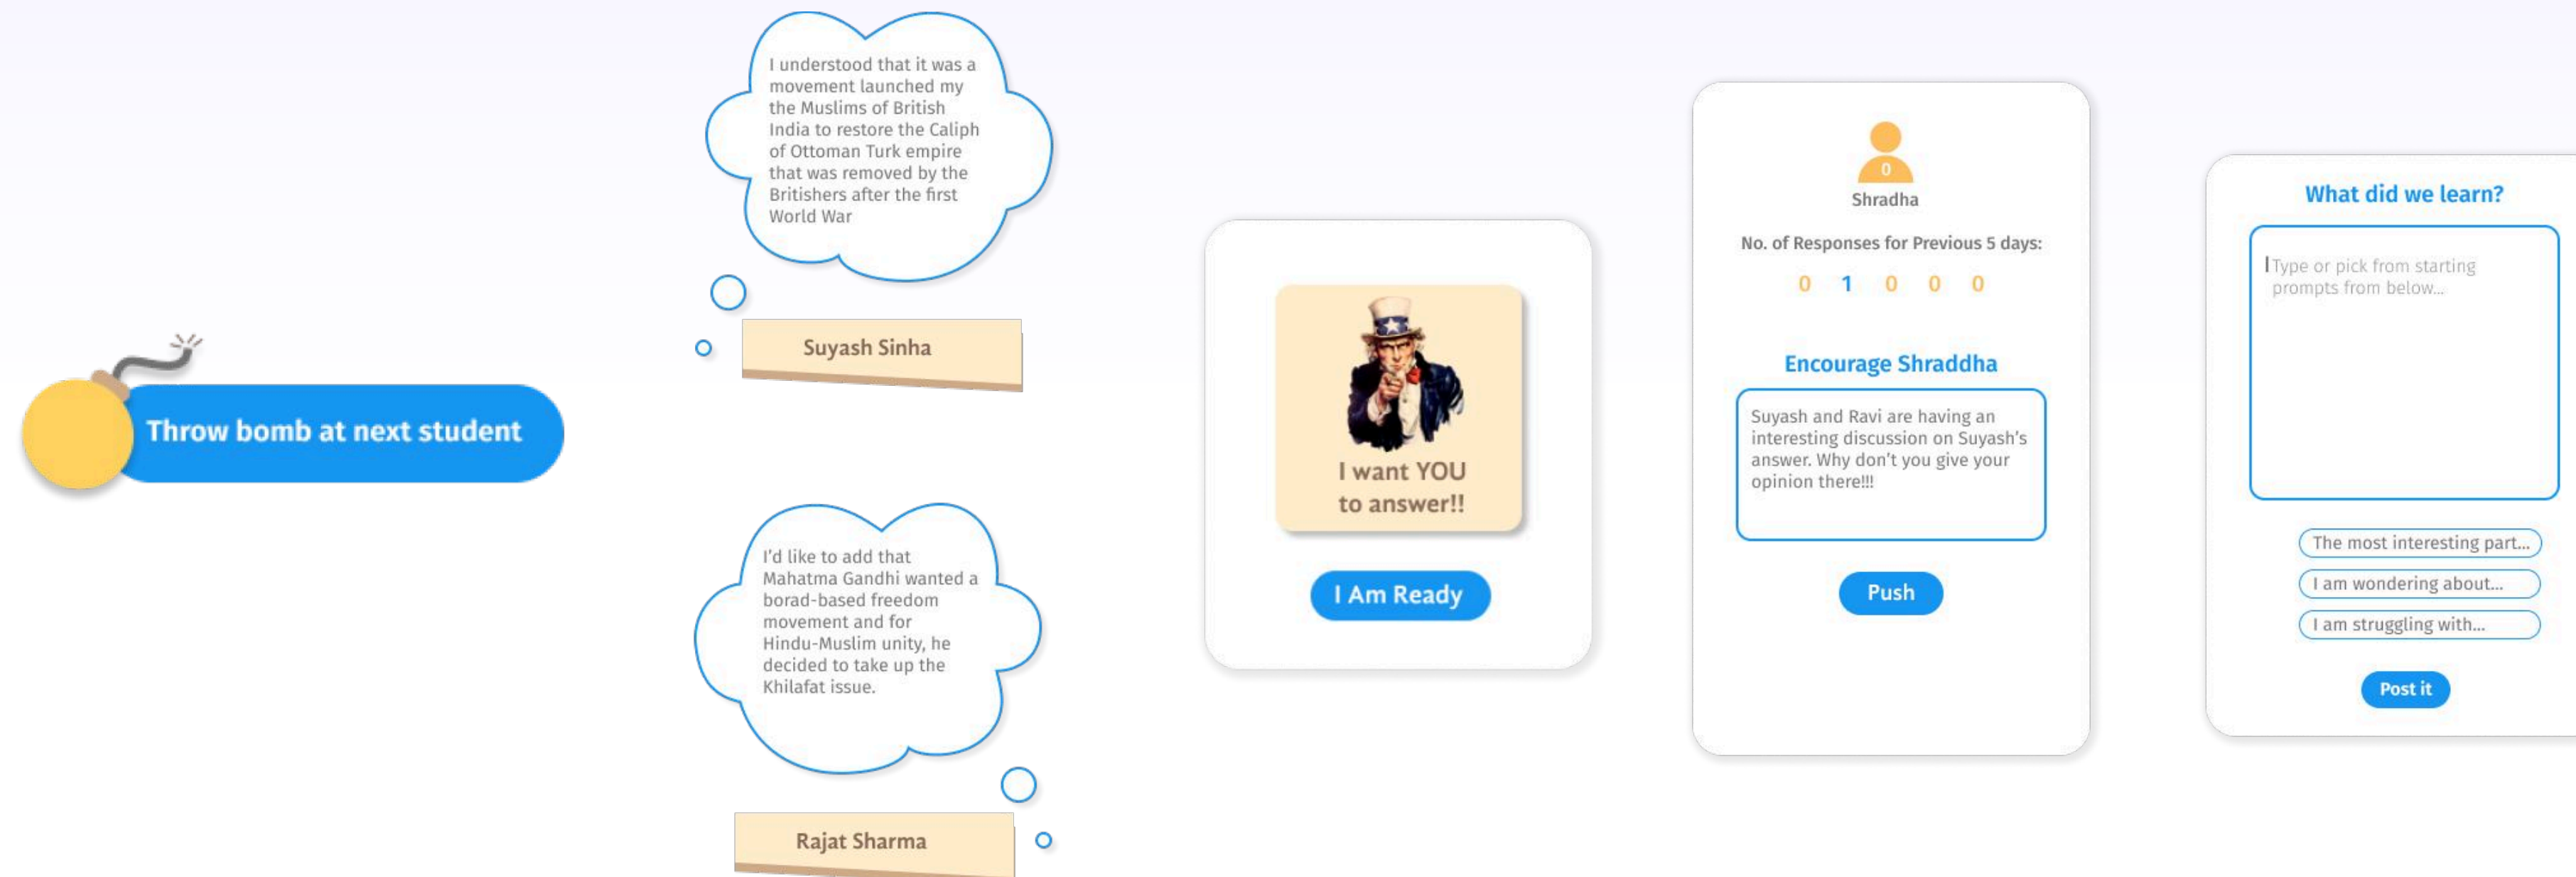 Throw bomb at next student
I understood that it was a
movement launched my
the Muslims of British
India to restore the Caliph
of Ottoman Turk empire
that was removed by the
Britishers after the first
World War
Suyash Sinha
I'd like to add that
Mahatma Gandhi wanted a
borad-based freedom
movement and for
Hindu-Muslim unity, he
decided to take up the
Khilafat issue.
Rajat Sharma
I want YOU
to answer!!
I Am Ready
0
Shradha
No. of Responses for Previous 5 days:
0 1 0 0 0
Encourage Shraddha
Suyash and Ravi are having an
interesting discussion on Suyash's
answer. Why don't you give your
opinion there!!!
Push
What did we learn?
Type or pick from starting
prompts from below...
The most interesting part...
I am wondering about...
I am struggling with...
Post it